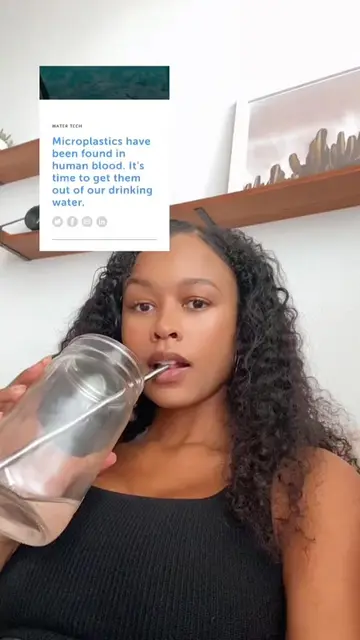 WATER TECH
Microplastics have
been found in
human blood. It's
time to get them
out of our drinking
water.